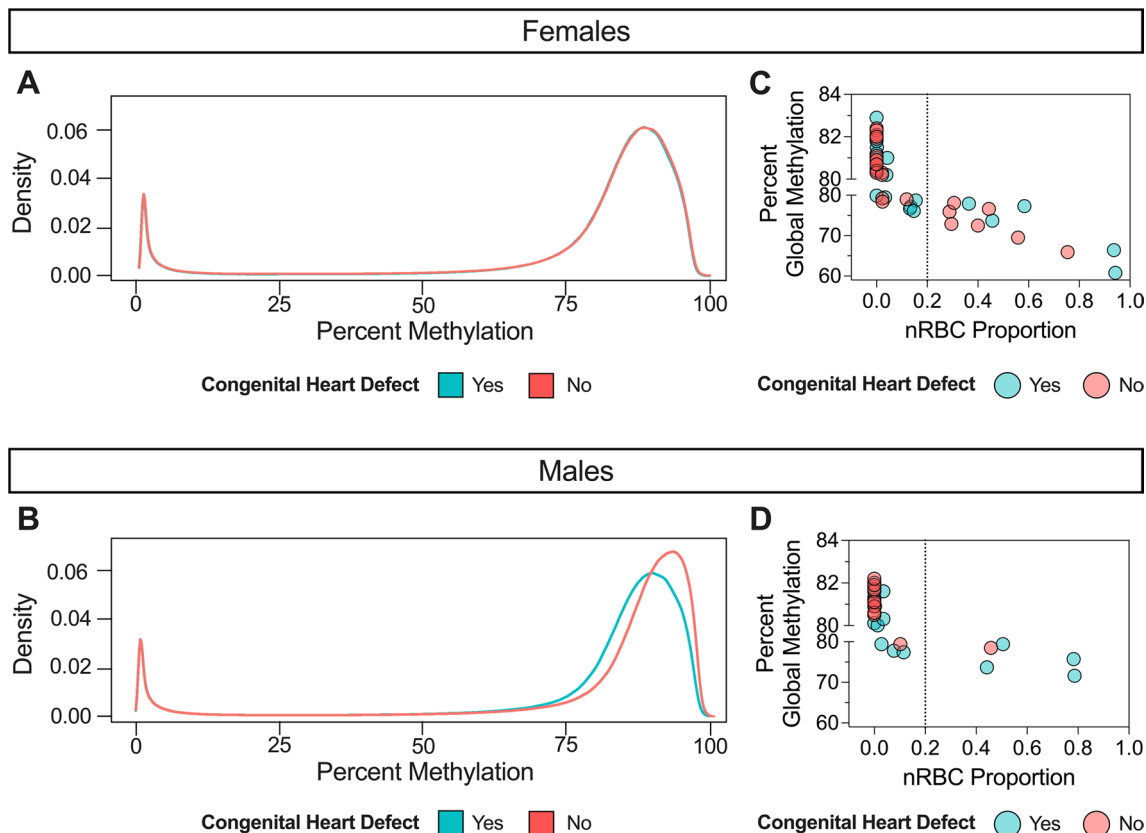 Females
A
Density
0.06
0.04
0.02
0.00
0
25
50
75
100
Percent Methylation
Congenital Heart Defect Yes No
C
Percent
Global Methylation
84
82
80
80
70
60
0.0
0.2
0.4
0.6
0.8
1.0
nRBC Proportion
Congenital Heart Defect Yes No
Males
B
Density
0.06
0.04
0.02
0.00
0
25
50
75
100
Percent Methylation
Congenital Heart Defect Yes No
D
Percent
Global Methylation
84
82
80
80
70
60
0.0
0.2
0.4
0.6
0.8
1.0
nRBC Proportion
Congenital Heart Defect Yes No